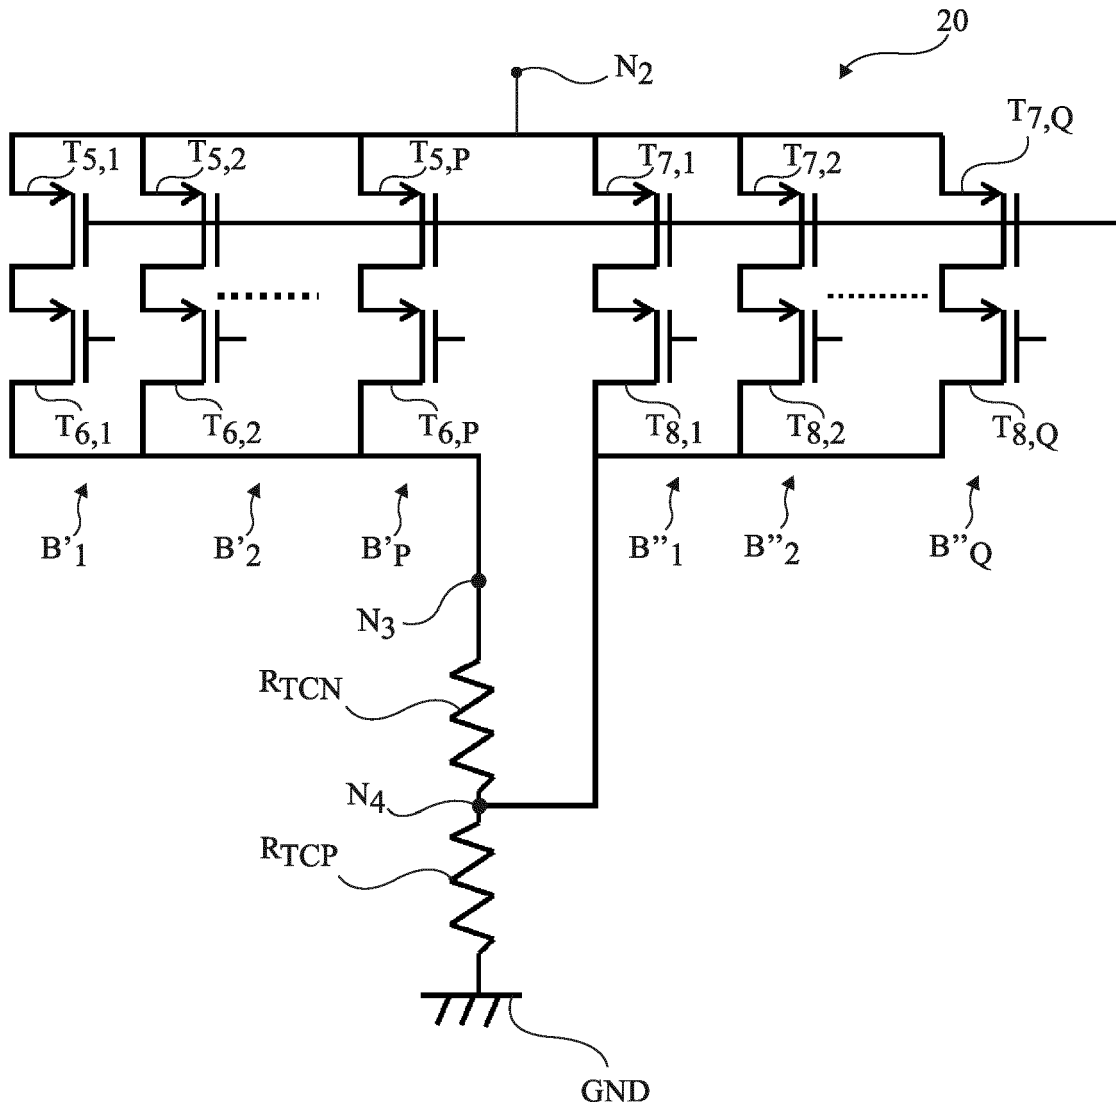 20
N2
T5,1 T5,2 T5,P T7,1 T7,2 T7,Q
T6,1 T6,2 T6,P T8,1 T8,2 T8,Q
B'1 B'2 B'P B"1 B"2 B"Q
N3
RTCN
N4
RTCP
GND